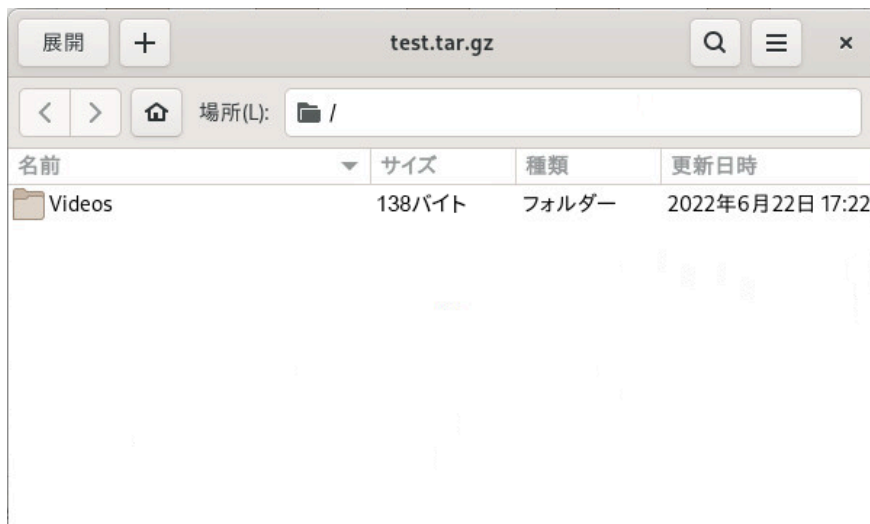 展開 + test.tar.gz
場所(L): /
名前 サイズ 種類 更新日時
Videos 138バイト フォルダー 2022年6月22日 17:22